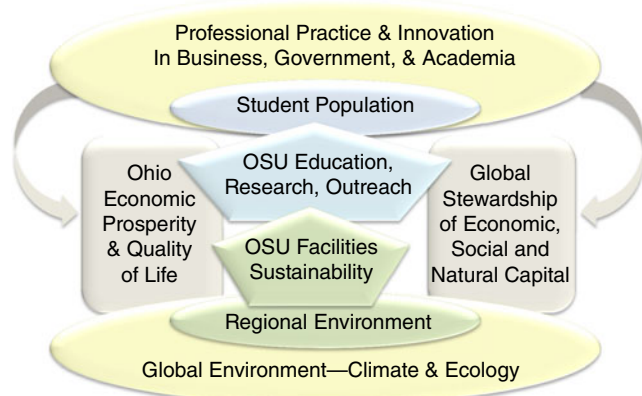 Professional Practice & Innovation
In Business, Government, & Academia
Student Population
Ohio
Economic
Prosperity
& Quality
of Life
OSU Education,
Research, Outreach
Global
Stewardship
of Economic,
Social and
Natural Capital
OSU Facilities
Sustainability
Regional Environment
Global Environment—Climate & Ecology